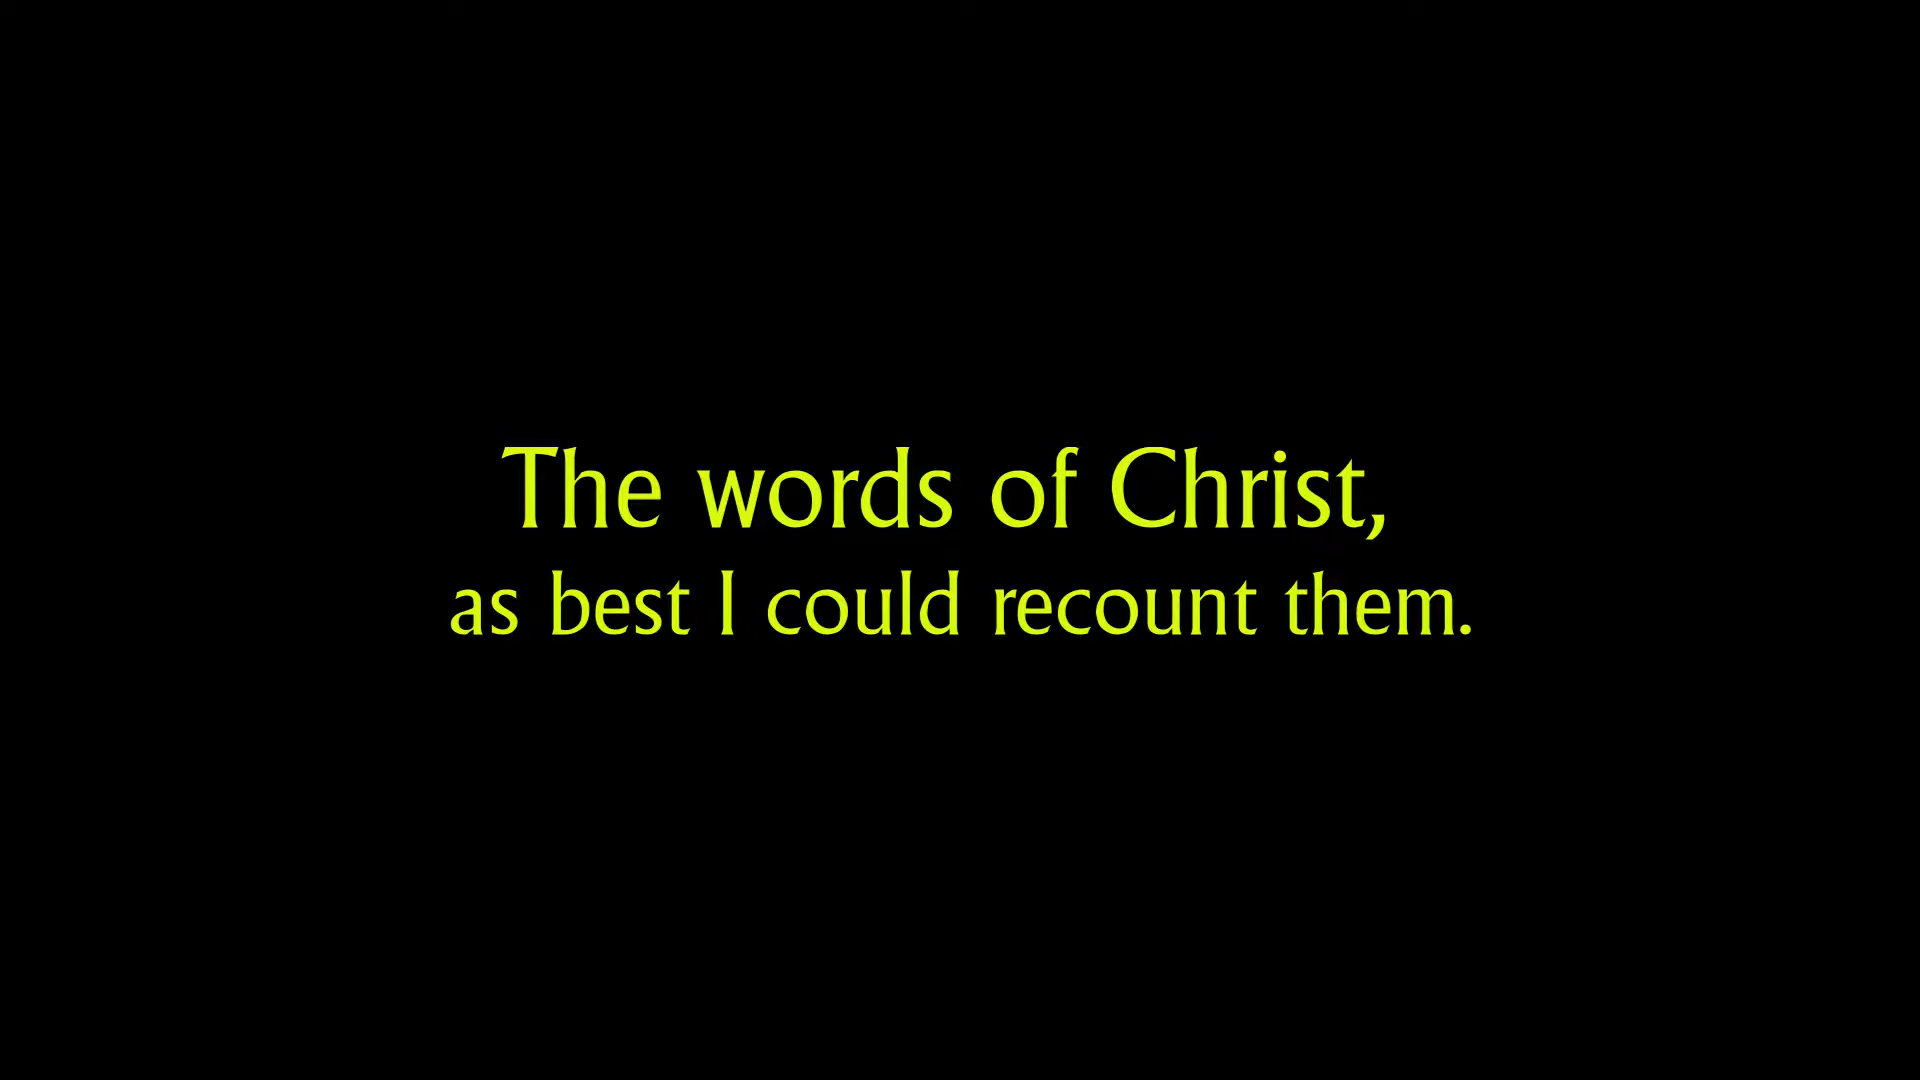 The words of Christ,
as best I could recount them.